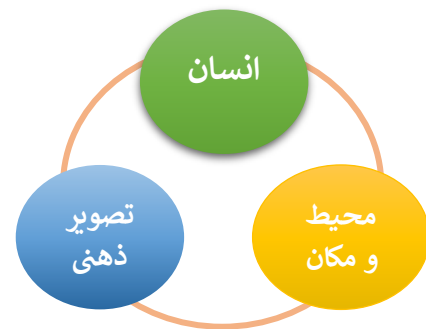 انسان
محیط
و مکان
تصویر
ذهنی